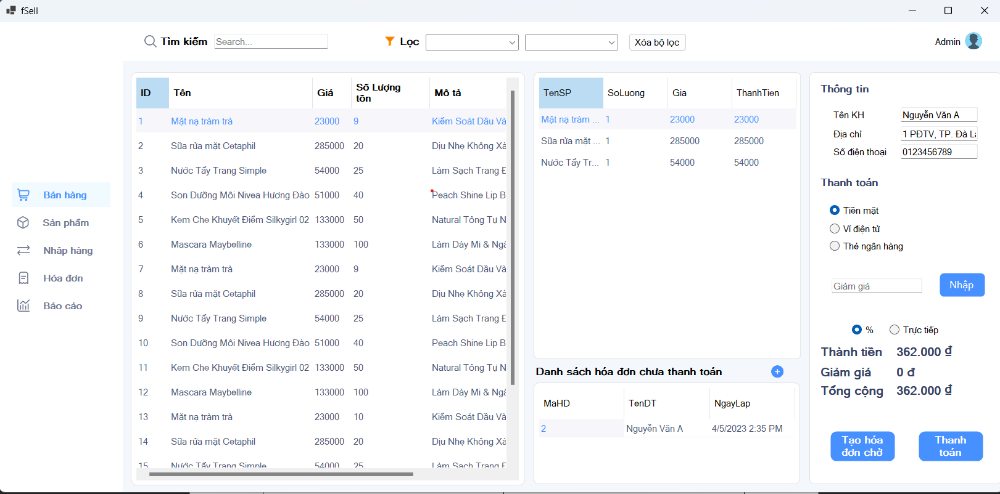 fSell
Tìm kiếm Search... Lọc Xóa bộ lọc Admin
Bán hàng
Sản phẩm
Nhập hàng
Hóa đơn
Báo cáo
ID Tên Giá Số Lượng tồn Mô tả
1 Mặt nạ tràm trà 23000 9 Kiểm Soát Dầu Và
2 Sữa rửa mặt Cetaphil 285000 20 Dịu Nhẹ Không Xà
3 Nước Tẩy Trang Simple 54000 25 Làm Sạch Trang Đ
4 Son Dưỡng Môi Nivea Hương Đào 51000 40 Peach Shine Lip B
5 Kem Che Khuyết Điểm Silkygirl 02 133000 50 Natural Tông Tự N
6 Mascara Maybelline 133000 100 Làm Dày Mi & Ngă
7 Mặt nạ tràm trà 23000 9 Kiểm Soát Dầu Và
8 Sữa rửa mặt Cetaphil 285000 20 Dịu Nhẹ Không Xà
9 Nước Tẩy Trang Simple 54000 25 Làm Sạch Trang Đ
10 Son Dưỡng Môi Nivea Hương Đào 51000 40 Peach Shine Lip B
11 Kem Che Khuyết Điểm Silkygirl 02 133000 50 Natural Tông Tự N
12 Mascara Maybelline 133000 100 Làm Dày Mi & Ngă
13 Mặt nạ tràm trà 23000 10 Kiểm Soát Dầu Và
14 Sữa rửa mặt Cetaphil 285000 20 Dịu Nhẹ Không Xà
15 Nước Tẩy Trang Simple 54000 25 Làm Sạch Trang Đ
TenSP SoLuong Gia ThanhTien
Mặt nạ tràm ... 1 23000 23000
Sữa rửa mặt ... 1 285000 285000
Nước Tẩy Tr... 1 54000 54000
Danh sách hóa đơn chưa thanh toán
MaHD TenDT NgayLap
2 Nguyễn Văn A 4/5/2023 2:35 PM
Thông tin
Tên KH Nguyễn Văn A
Địa chỉ 1 PĐTV, TP. Đà Lạ
Số điện thoại 0123456789
Thanh toán
Tiền mặt
Ví điện tử
Thẻ ngân hàng
Giảm giá Nhập
% Trực tiếp
Thành tiền 362.000 ₫
Giảm giá 0 đ
Tổng cộng 362.000 ₫
Tạo hóa đơn chờ
Thanh toán